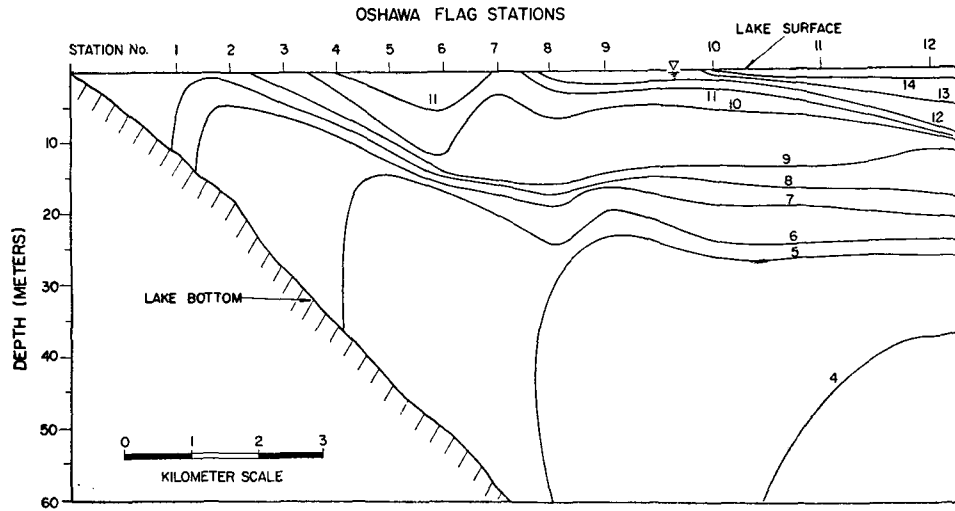 OSHAWA FLAG STATIONS
LAKE SURFACE
STATION No. 1 2 3 4 5 6 7 8 9 10 11 12
11 11 10 14 13 12
10
9
8
20 7
6
5
30
LAKE BOTTOM
DEPTH (METERS)
40 4
50
0 1 2 3
KILOMETER SCALE
60